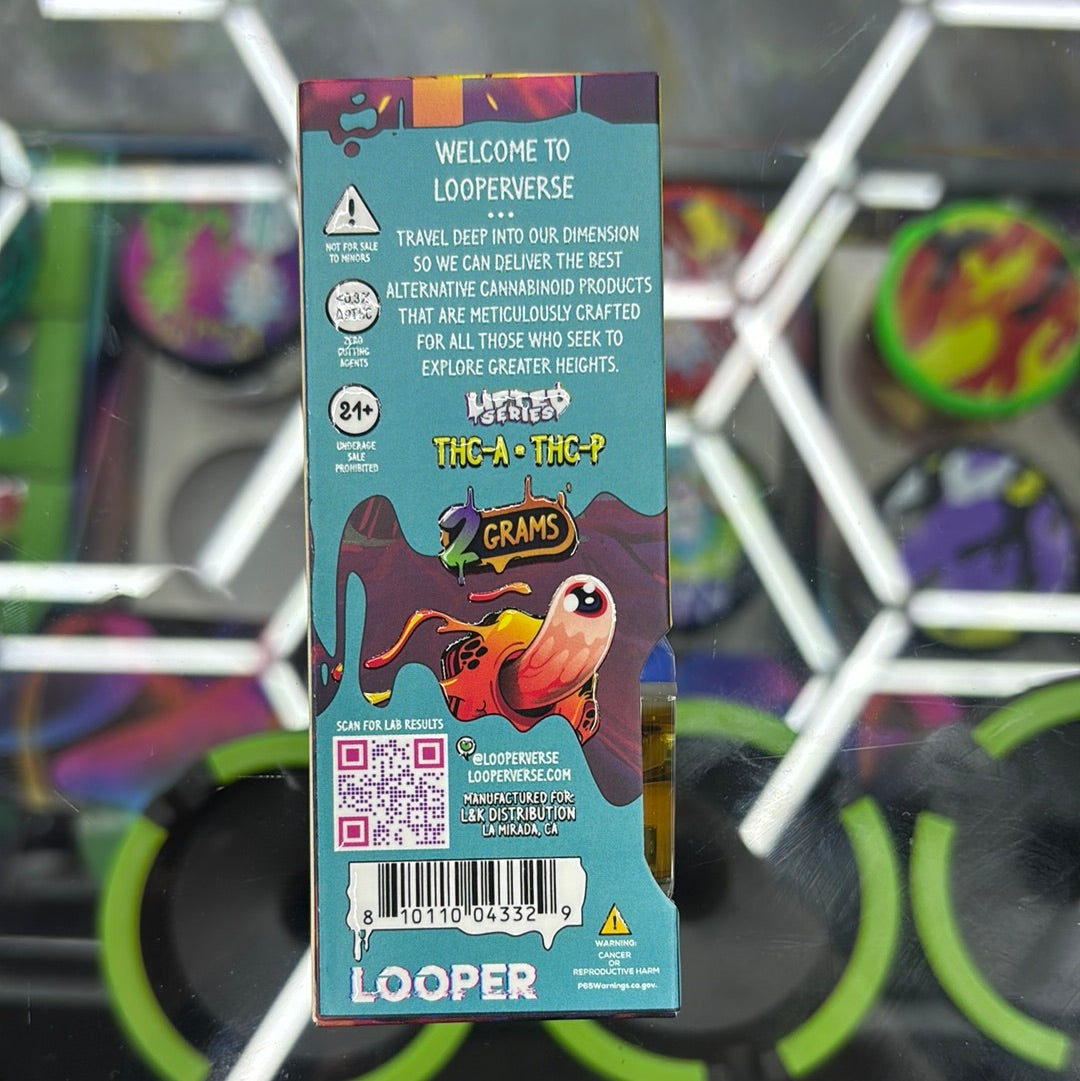 WELCOME TO
LOOPERVERSE
NOT FOR SALE
TO MINORS
TRAVEL DEEP INTO OUR DIMENSION
SO WE CAN DELIVER THE BEST
ALTERNATIVE CANNABINOID PRODUCTS
THAT ARE METICULOUSLY CRAFTED
FOR ALL THOSE WHO SEEK TO
EXPLORE GREATER HEIGHTS.
<0.3%
Δ9THC
ZERO
CUTTING
AGENTS
21+
UNDERAGE
SALE
PROHIBITED
LIFTED
SERIES
THC-A • THC-P
2 GRAMS
SCAN FOR LAB RESULTS
@LOOPERVERSE
LOOPERVERSE.COM
MANUFACTURED FOR:
L&K DISTRIBUTION
LA MIRADA, CA
8 10110 04332 9
WARNING:
CANCER
OR
REPRODUCTIVE HARM
P65Warnings.ca.gov.
LOOPER